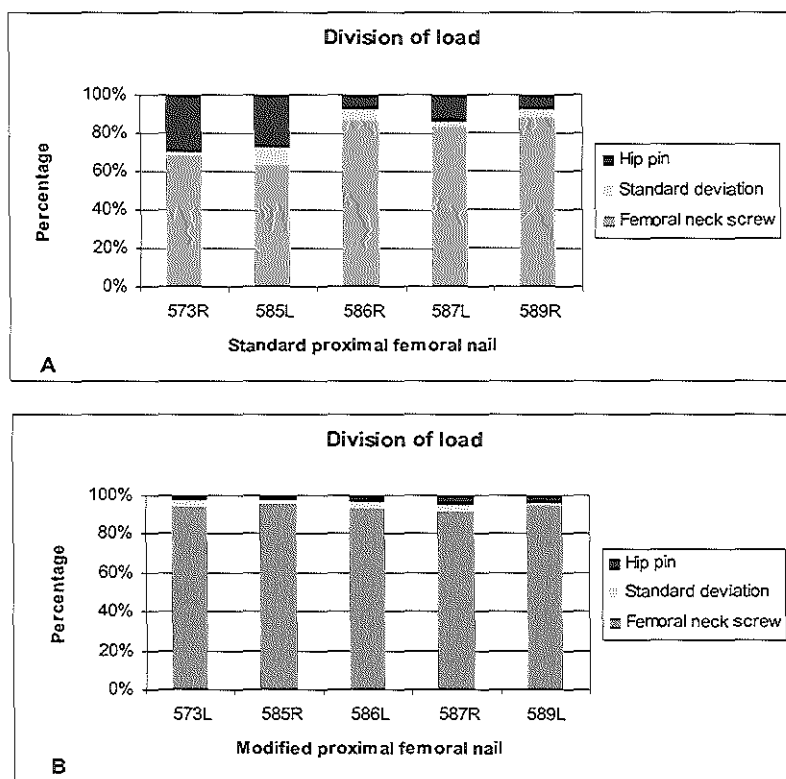 Division of load
100%
80%
60%
40%
20%
0%
Percentage
573R 585L 586R 587L 589R
Standard proximal femoral nail
Hip pin
Standard deviation
Femoral neck screw
A
Division of load
100%
80%
60%
40%
20%
0%
Percentage
573L 585R 586L 587R 589L
Modified proximal femoral nail
Hip pin
Standard deviation
Femoral neck screw
B